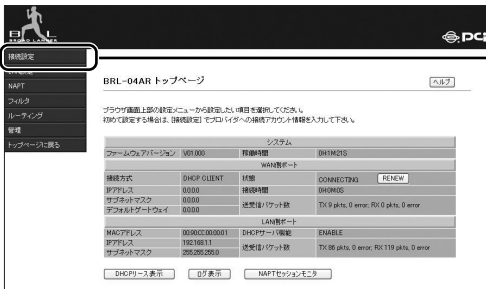 BRL
BROAD LANNER
PCi
接続設定
NAPT
フィルタ
ルーティング
管理
トップページに戻る
BRL-04AR トップページ
ヘルプ
ブラウザ画面上部の設定メニューから設定したい項目を選択してください。
初めて設定する場合は、[接続設定] でプロバイダへの接続アカウント情報を入力して下さい。
システム
ファームウェアバージョン V01.000 稼働時間 0H1M21S
WAN側ポート
接続方式 DHCP CLIENT 状態 CONNECTING RENEW
IPアドレス 0.0.0.0 接続時間 0H0M0S
サブネットマスク 0.0.0.0 送受信パケット数 TX 9 pkts, 0 error; RX 0 pkts, 0 error
デフォルトゲートウェイ 0.0.0.0
LAN側ポート
MACアドレス 00:90:CC:00:00:01 DHCPサーバ機能 ENABLE
IPアドレス 192.168.1.1 送受信パケット数 TX 86 pkts, 0 error; RX 119 pkts, 0 error
サブネットマスク 255.255.255.0
DHCPリース表示 ログ表示 NAPTセッションモニタ